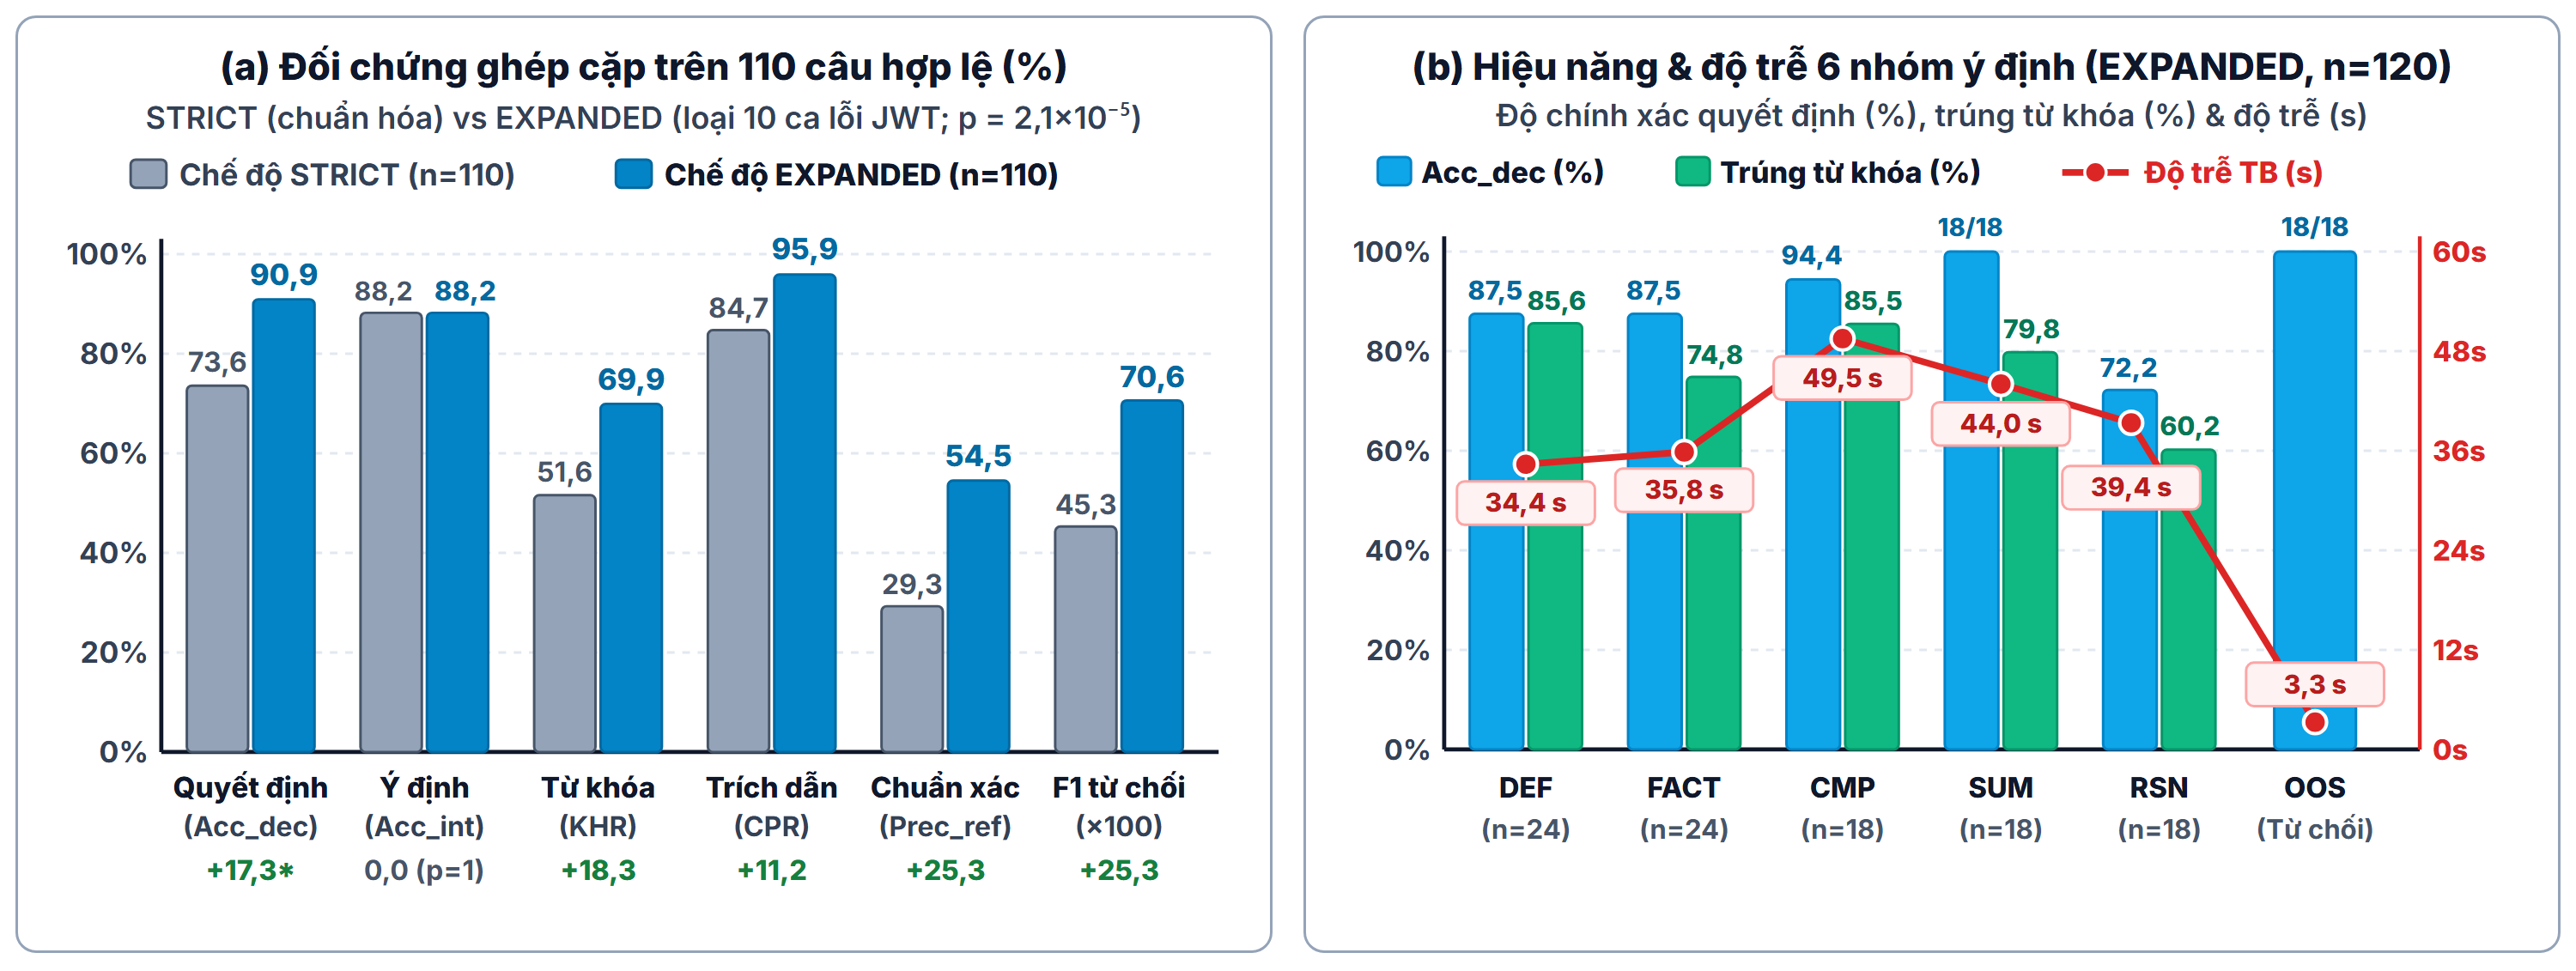 (a) Đối chứng ghép cặp trên 110 câu hợp lệ (%)
STRICT (chuẩn hóa) vs EXPANDED (loại 10 ca lỗi JWT; p = 2,1×10⁻⁵)
Chế độ STRICT (n=110)
Chế độ EXPANDED (n=110)
100%
80%
60%
40%
20%
0%
73,6
90,9
88,2
88,2
51,6
69,9
84,7
95,9
29,3
54,5
45,3
70,6
Quyết định
(Acc_dec)
+17,3*
Ý định
(Acc_int)
0,0 (p=1)
Từ khóa
(KHR)
+18,3
Trích dẫn
(CPR)
+11,2
Chuẩn xác
(Prec_ref)
+25,3
F1 từ chối
(×100)
+25,3
(b) Hiệu năng & độ trễ 6 nhóm ý định (EXPANDED, n=120)
Độ chính xác quyết định (%), trúng từ khóa (%) & độ trễ (s)
Acc_dec (%)
Trúng từ khóa (%)
Độ trễ TB (s)
100%
80%
60%
40%
20%
0%
87,5
85,6
87,5
74,8
94,4
85,5
18/18
79,8
72,2
60,2
18/18
34,4 s
35,8 s
49,5 s
44,0 s
39,4 s
3,3 s
60s
48s
36s
24s
12s
0s
DEF
(n=24)
FACT
(n=24)
CMP
(n=18)
SUM
(n=18)
RSN
(n=18)
OOS
(Từ chối)